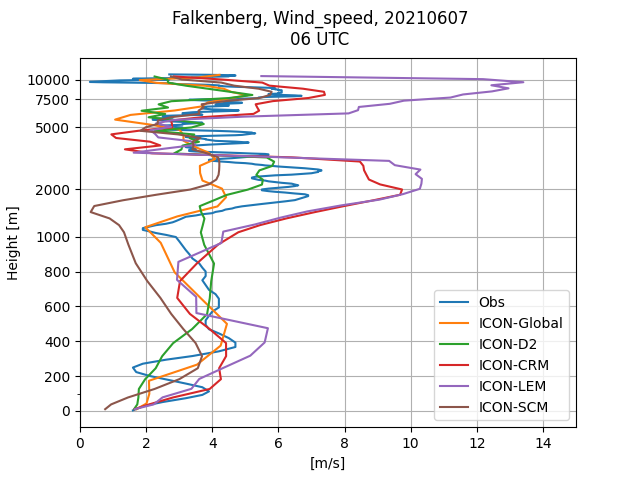 Falkenberg, Wind_speed, 20210607
06 UTC
Height [m]
10000
7500
5000
2000
1000
800
600
400
200
0
0 2 4 6 8 10 12 14
[m/s]
Obs
ICON-Global
ICON-D2
ICON-CRM
ICON-LEM
ICON-SCM